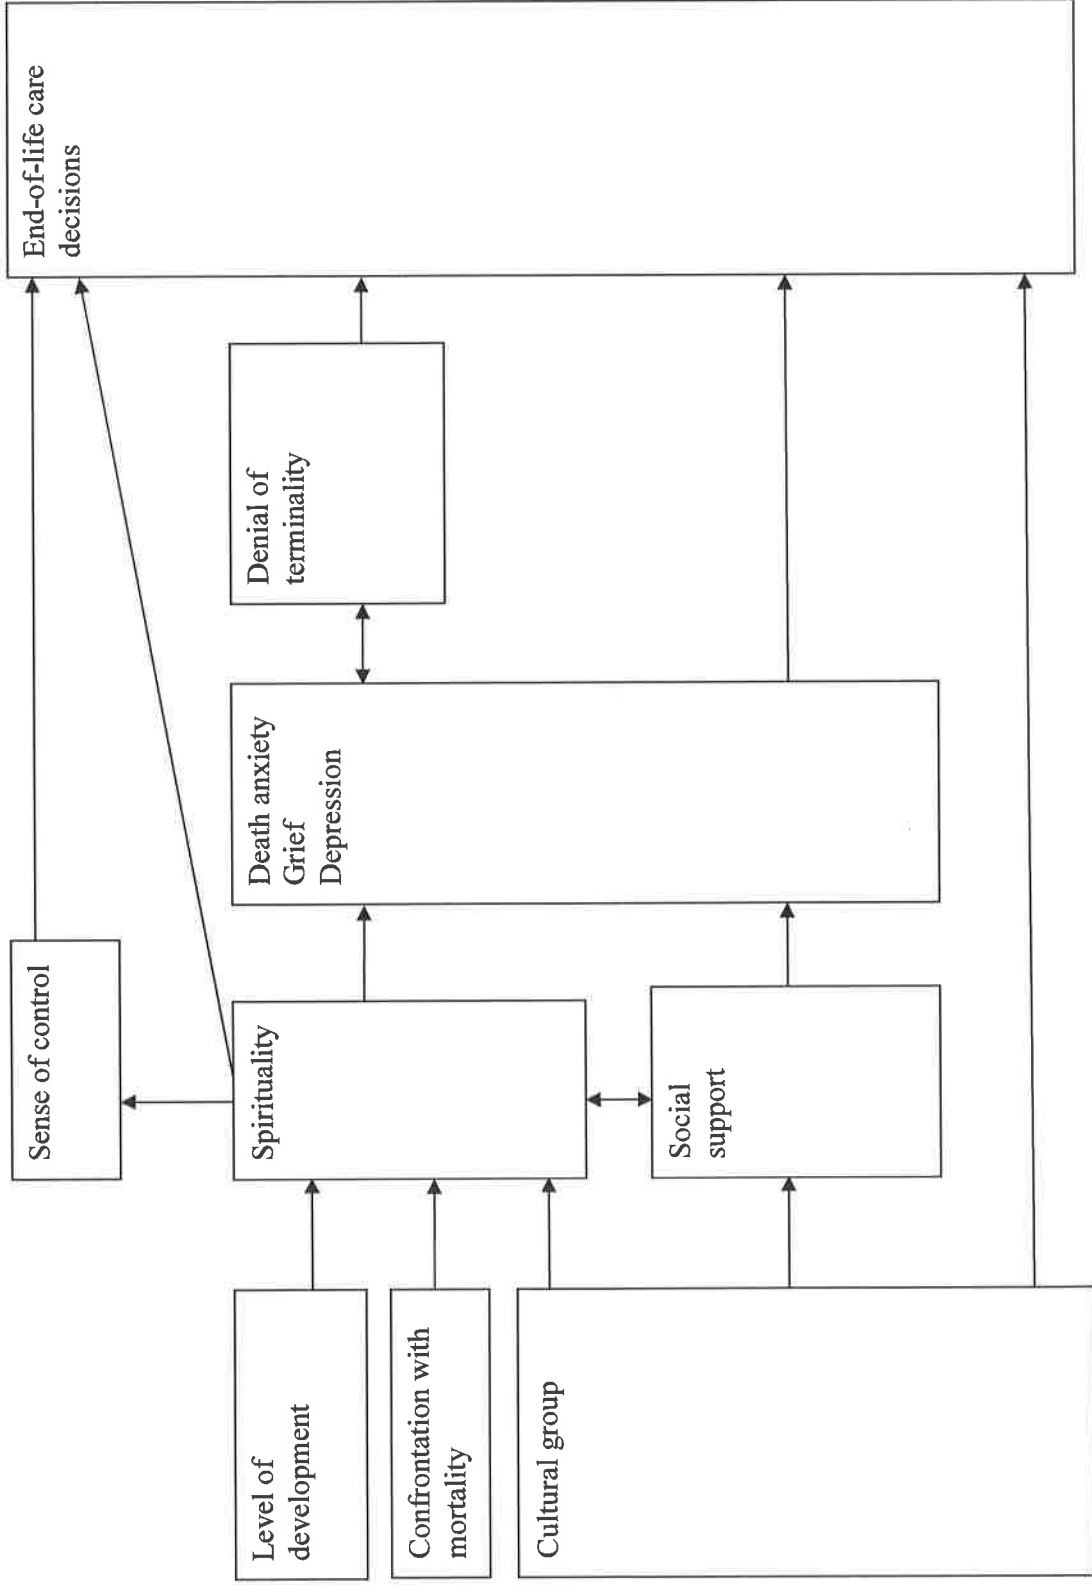 Level of
development
Confrontation with
mortality
Cultural group
Sense of control
Spirituality
Social
support
Death anxiety
Grief
Depression
Denial of
terminality
End-of-life care
decisions